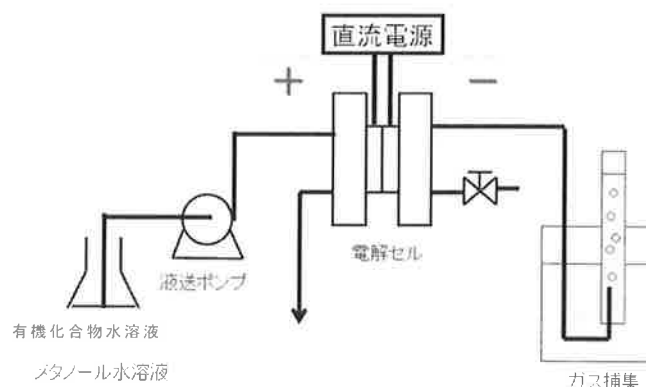 直流電源
+ −
電解セル
液送ポンプ
有機化合物水溶液
メタノール水溶液
ガス捕集